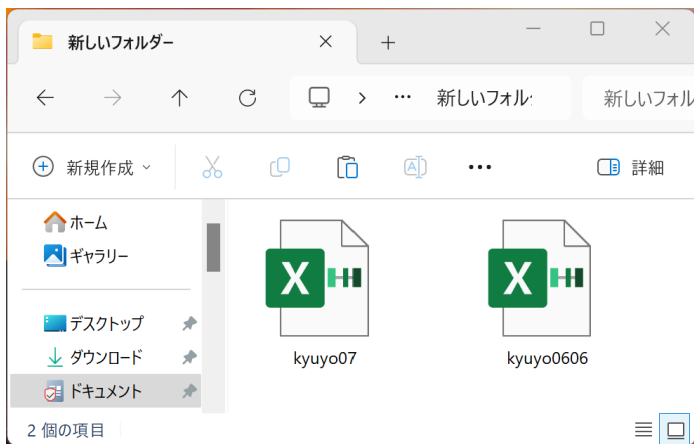 新しいフォルダー
新しいフォル
新しいフォル
新規作成
詳細
ホーム
ギャラリー
デスクトップ
ダウンロード
ドキュメント
X
kyuyo07
X
kyuyo0606
2 個の項目